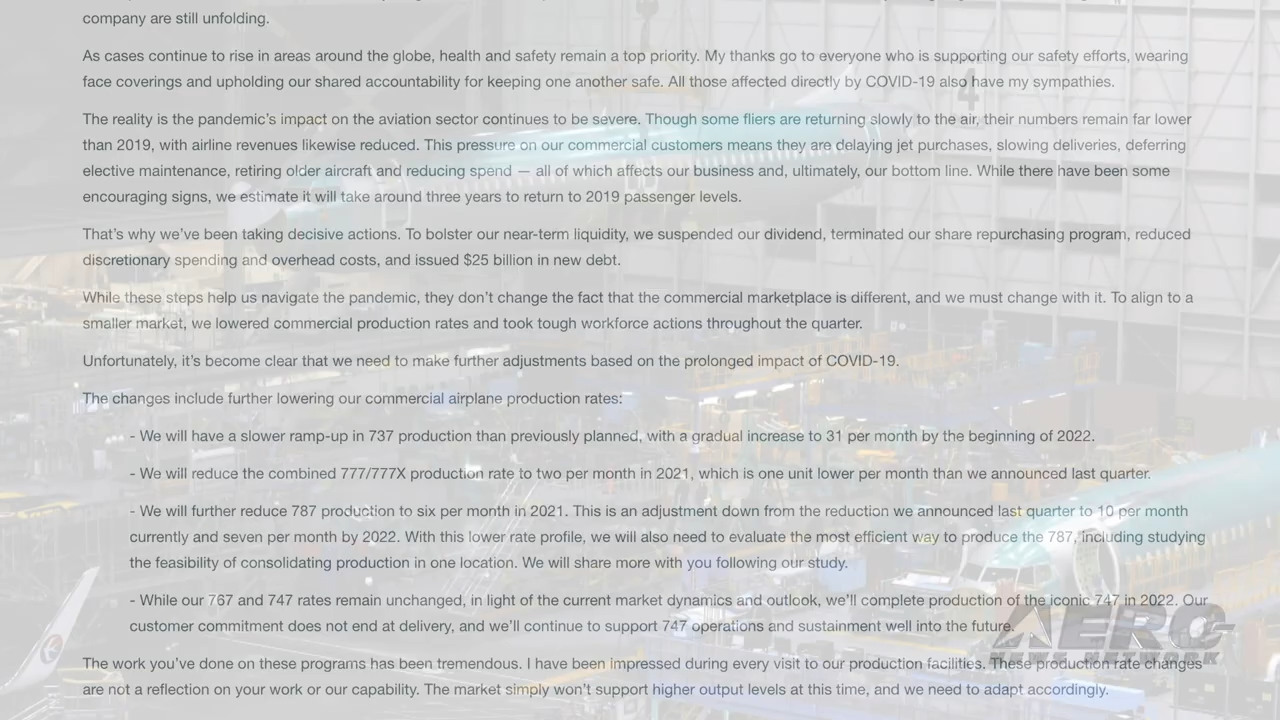 company are still unfolding.
As cases continue to rise in areas around the globe, health and safety remain a top priority. My thanks go to everyone who is supporting our safety efforts, wearing
face coverings and upholding our shared accountability for keeping one another safe. All those affected directly by COVID-19 also have my sympathies.
The reality is the pandemic’s impact on the aviation sector continues to be severe. Though some fliers are returning slowly to the air, their numbers remain far lower
than 2019, with airline revenues likewise reduced. This pressure on our commercial customers means they are delaying jet purchases, slowing deliveries, deferring
elective maintenance, retiring older aircraft and reducing spend — all of which affects our business and, ultimately, our bottom line. While there have been some
encouraging signs, we estimate it will take around three years to return to 2019 passenger levels.
That’s why we’ve been taking decisive actions. To bolster our near-term liquidity, we suspended our dividend, terminated our share repurchasing program, reduced
discretionary spending and overhead costs, and issued $25 billion in new debt.
While these steps help us navigate the pandemic, they don’t change the fact that the commercial marketplace is different, and we must change with it. To align to a
smaller market, we lowered commercial production rates and took tough workforce actions throughout the quarter.
Unfortunately, it’s become clear that we need to make further adjustments based on the prolonged impact of COVID-19.
The changes include further lowering our commercial airplane production rates:
- We will have a slower ramp-up in 737 production than previously planned, with a gradual increase to 31 per month by the beginning of 2022.
- We will reduce the combined 777/777X production rate to two per month in 2021, which is one unit lower per month than we announced last quarter.
- We will further reduce 787 production to six per month in 2021. This is an adjustment down from the reduction we announced last quarter to 10 per month
currently and seven per month by 2022. With this lower rate profile, we will also need to evaluate the most efficient way to produce the 787, including studying
the feasibility of consolidating production in one location. We will share more with you following our study.
- While our 767 and 747 rates remain unchanged, in light of the current market dynamics and outlook, we’ll complete production of the iconic 747 in 2022. Our
customer commitment does not end at delivery, and we’ll continue to support 747 operations and sustainment well into the future.
The work you’ve done on these programs has been tremendous. I have been impressed during every visit to our production facilities. These production rate changes
are not a reflection on your work or our capability. The market simply won’t support higher output levels at this time, and we need to adapt accordingly.
4
AERO
NETWORK